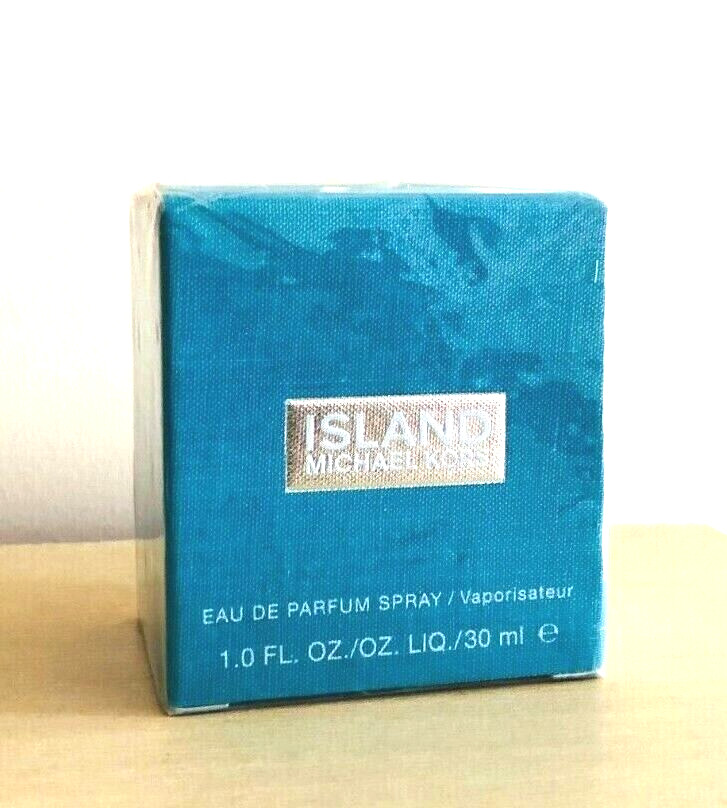 ISLAND
MICHAEL KORS
EAU DE PARFUM SPRAY / Vaporisateur
1.0 FL. OZ./OZ. LIQ./30 ml ℮